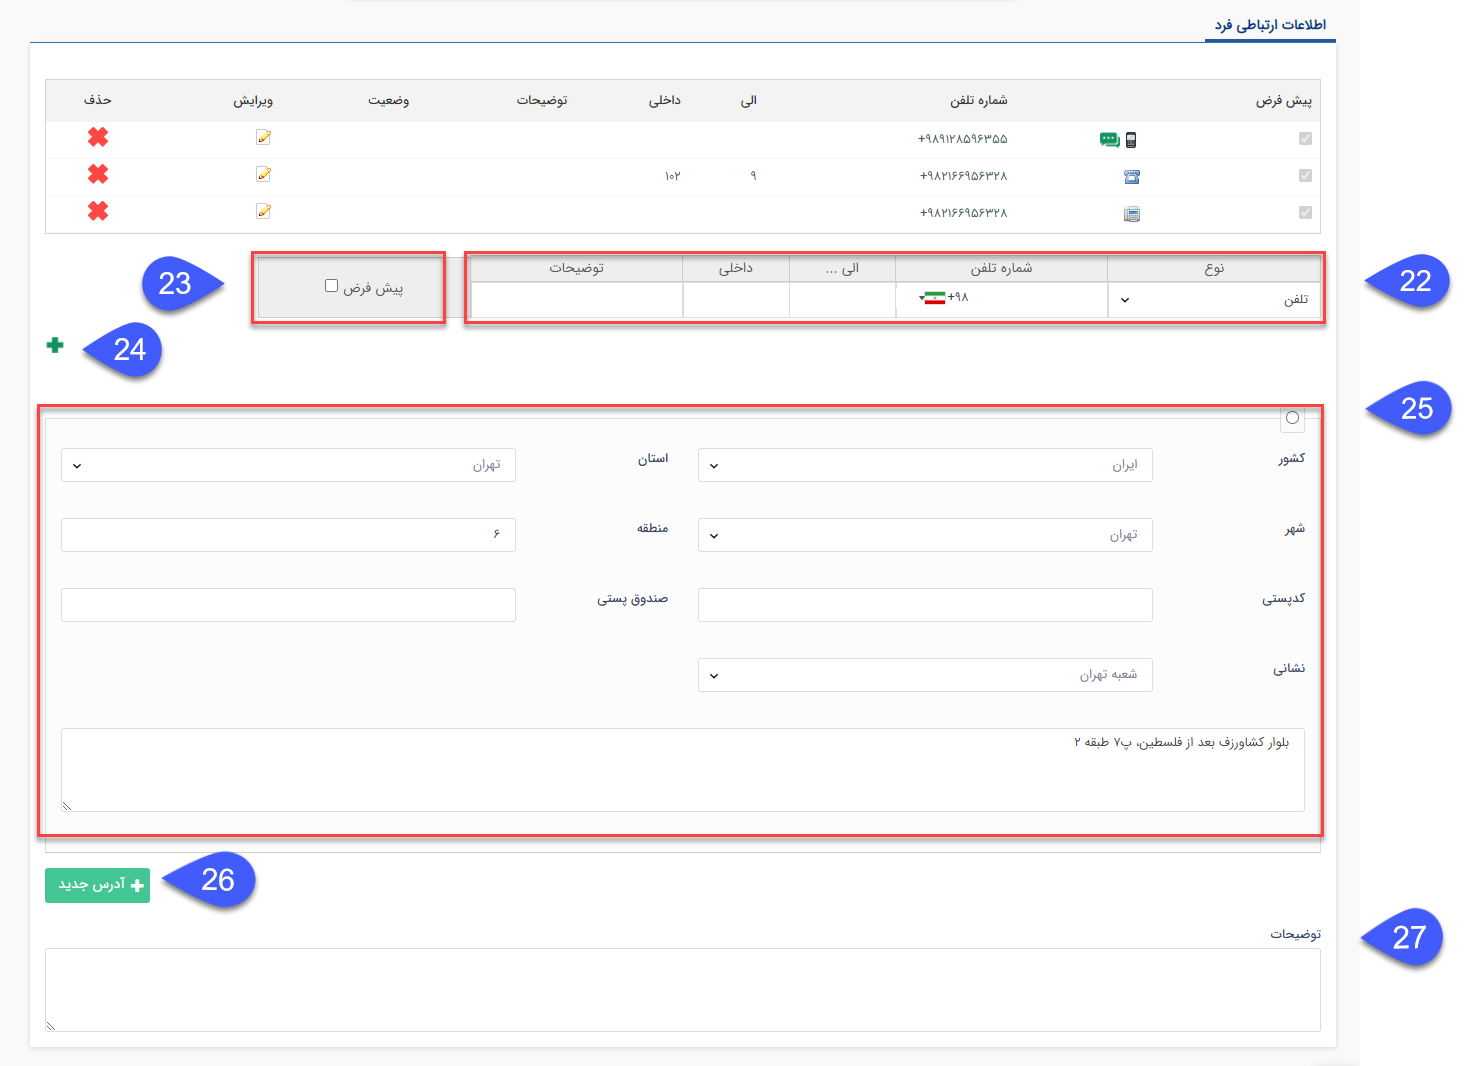 اطلاعات ارتباطی فرد
پیش فرض شماره تلفن الی داخلی توضیحات وضعیت ویرایش حذف
+۹۸۹۱۲۸۵۹۶۳۵۵
+۹۸۲۱۶۶۹۵۶۳۲۸ ۹ ۱۰۲
+۹۸۲۱۶۶۹۵۶۳۲۸
22
نوع شماره تلفن الی ... داخلی توضیحات
تلفن +۹۸
پیش فرض
23
24
25
کشور ایران استان تهران
شهر تهران منطقه ۶
کدپستی صندوق پستی
نشانی شعبه تهران
بلوار کشاورزف بعد از فلسطین، پ۷ طبقه ۲
آدرس جدید
26
27
توضیحات